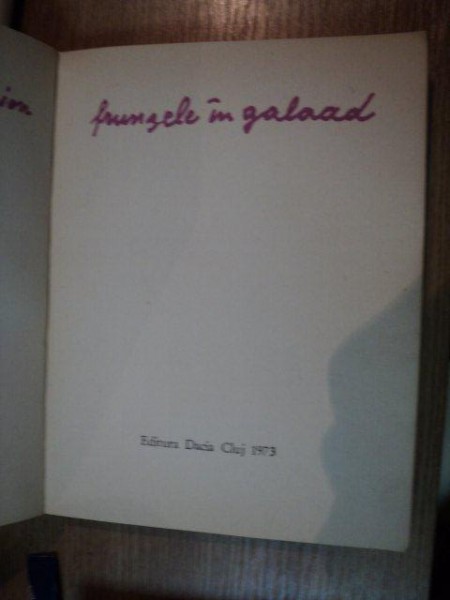 frunzele în galaad
Editura Dacia Cluj 1973